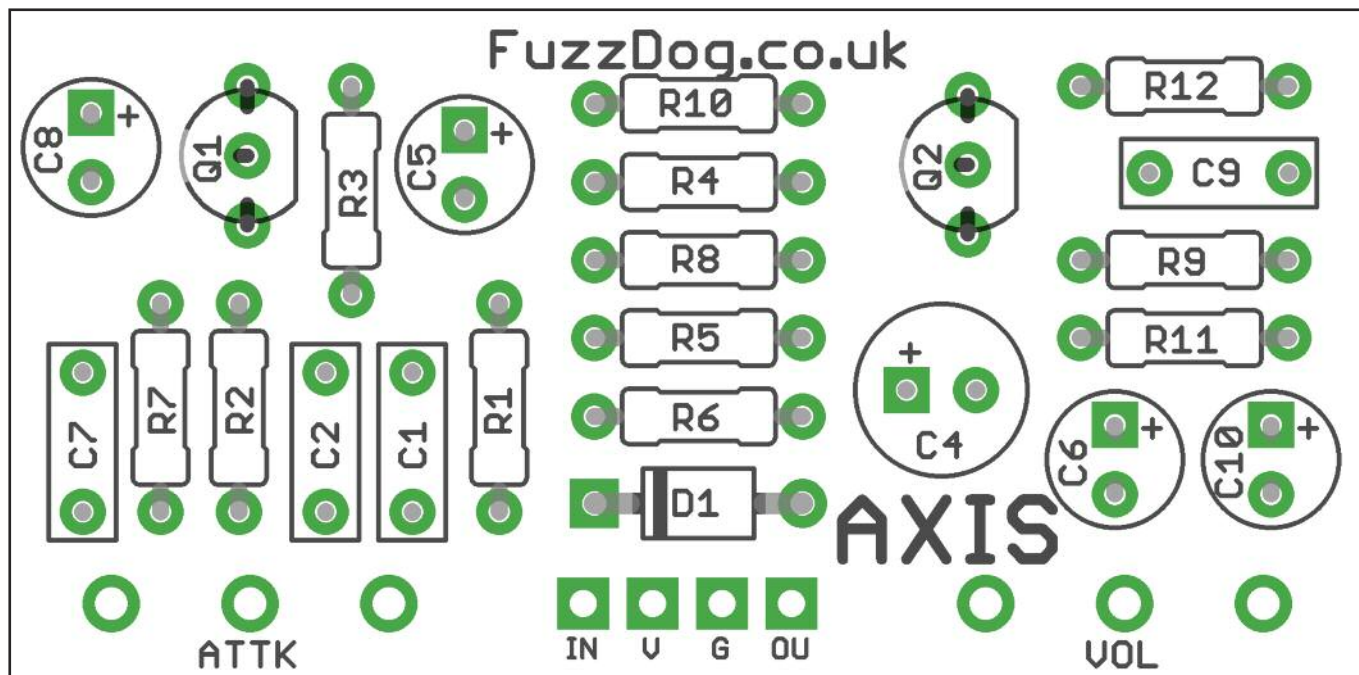 FuzzDog.co.uk
R10
R12
C8
+
Q1
R3
C5
+
R4
Q2
C9
R8
R9
R5
R11
C7
R7
R2
C2
C1
R1
R6
+
C4
C6
+
C10
+
D1
AXIS
ATTK
IN V G OU
VOL